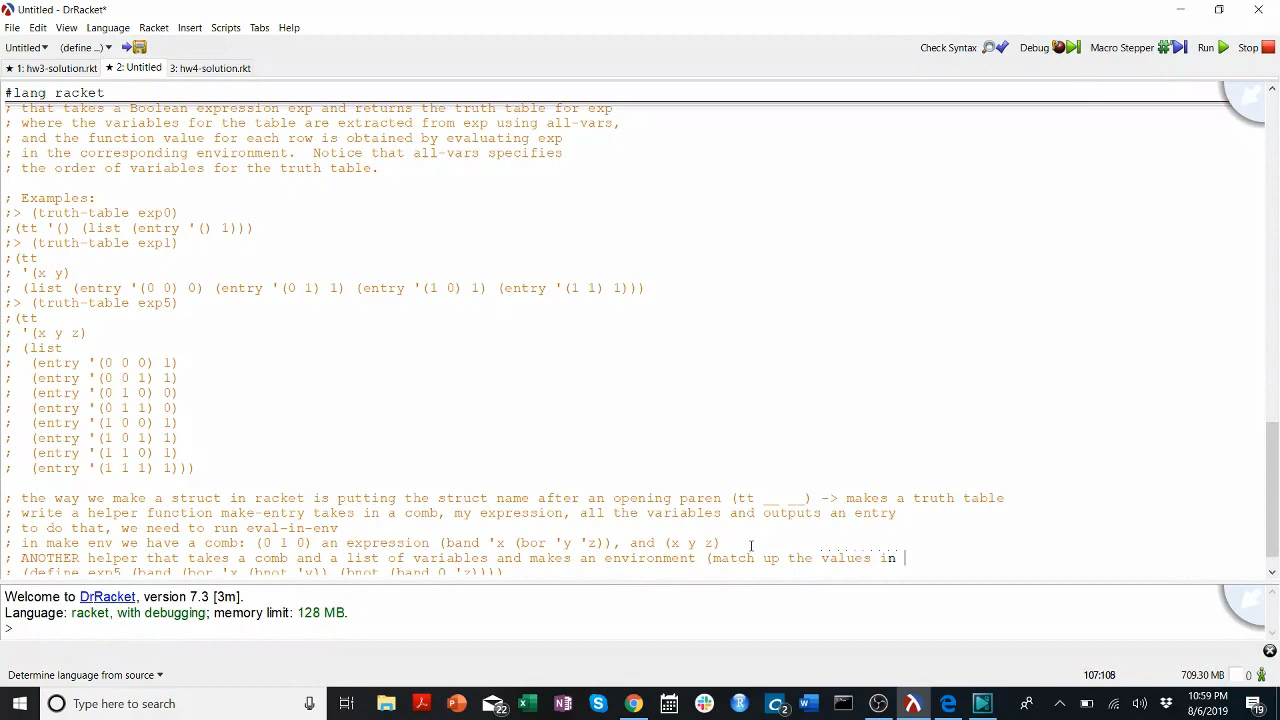 Untitled - DrRacket*
File Edit View Language Racket Insert Scripts Tabs Help
Untitled (define ...) Check Syntax Debug Macro Stepper Run Stop
★ 1: hw3-solution.rkt ★ 2: Untitled 3: hw4-solution.rkt
#lang racket
; that takes a Boolean expression exp and returns the truth table for exp
; where the variables for the table are extracted from exp using all-vars,
; and the function value for each row is obtained by evaluating exp
; in the corresponding environment.  Notice that all-vars specifies
; the order of variables for the truth table.
; Examples:
;> (truth-table exp0)
;(tt '() (list (entry '() 1)))
;> (truth-table exp1)
;(tt
; '(x y)
; (list (entry '(0 0) 0) (entry '(0 1) 1) (entry '(1 0) 1) (entry '(1 1) 1)))
;> (truth-table exp5)
;(tt
; '(x y z)
; (list
;  (entry '(0 0 0) 1)
;  (entry '(0 0 1) 1)
;  (entry '(0 1 0) 0)
;  (entry '(0 1 1) 0)
;  (entry '(1 0 0) 1)
;  (entry '(1 0 1) 1)
;  (entry '(1 1 0) 1)
;  (entry '(1 1 1) 1)))
; the way we make a struct in racket is putting the struct name after an opening paren (tt __ __) -> makes a truth table
; write a helper function make-entry takes in a comb, my expression, all the variables and outputs an entry
; to do that, we need to run eval-in-env
; in make env we have a comb: (0 1 0) an expression (band 'x (bor 'y 'z)), and (x y z)
; ANOTHER helper that takes a comb and a list of variables and makes an environment (match up the values in
; (define exp5 (band (bor 'x (bnot 'y)) (bnot (band 0 'z))))
Welcome to DrRacket, version 7.3 [3m].
Language: racket, with debugging; memory limit: 128 MB.
>
Determine language from source 107:108 709.30 MB
Type here to search 22 2 10:59 PM
8/6/2019 19